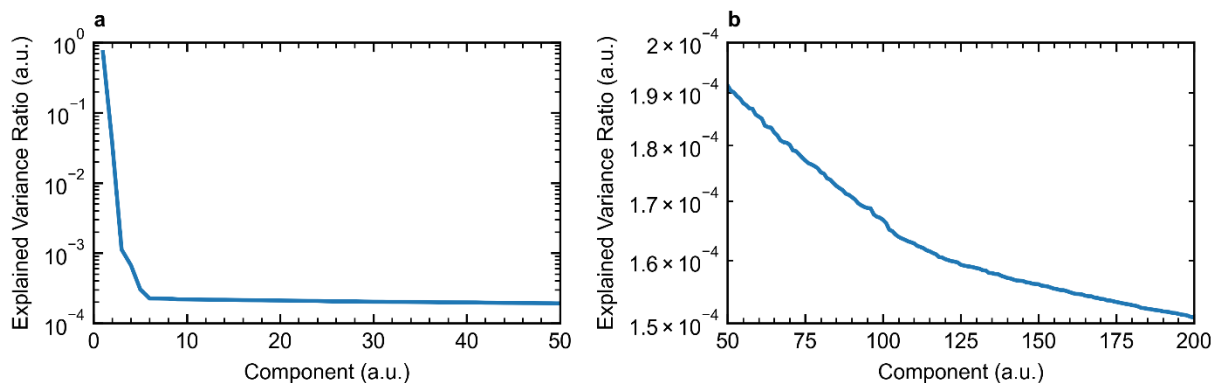 a
Explained Variance Ratio (a.u.)
10⁰
10⁻¹
10⁻²
10⁻³
10⁻⁴
0 10 20 30 40 50
Component (a.u.)
b
Explained Variance Ratio (a.u.)
2 × 10⁻⁴
1.9 × 10⁻⁴
1.8 × 10⁻⁴
1.7 × 10⁻⁴
1.6 × 10⁻⁴
1.5 × 10⁻⁴
50 75 100 125 150 175 200
Component (a.u.)